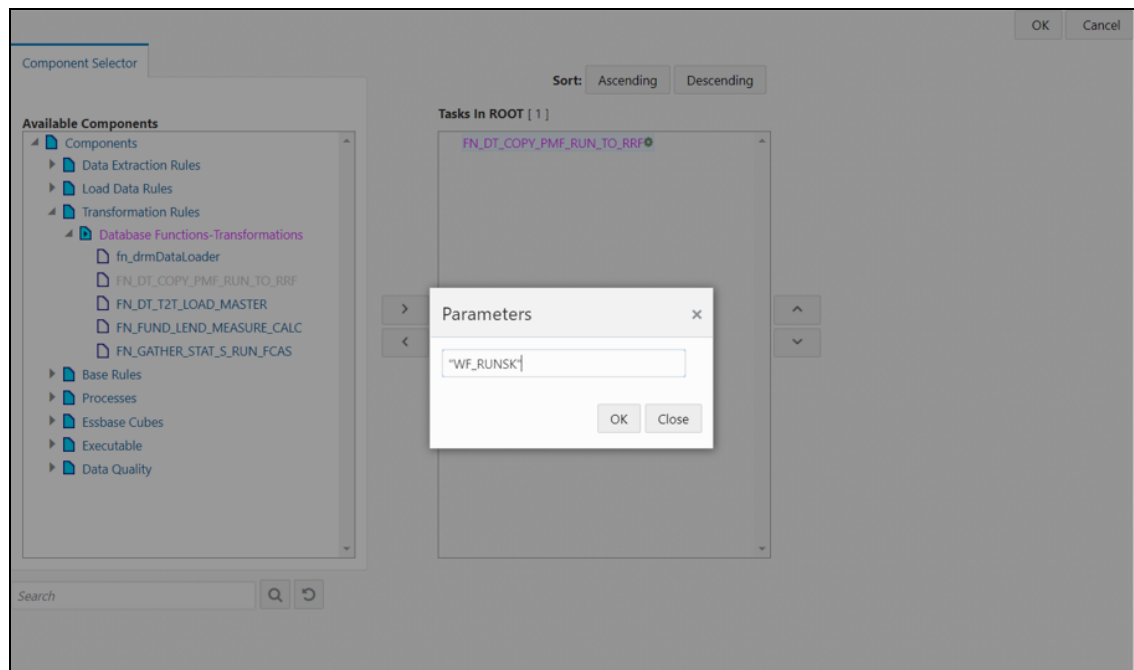 OK Cancel
Component Selector
Sort: Ascending Descending
Available Components
Tasks In ROOT [ 1 ]
Components
Data Extraction Rules
Load Data Rules
Transformation Rules
Database Functions-Transformations
fn_drmDataLoader
FN_DT_COPY_PMF_RUN_TO_RRF
FN_DT_T2T_LOAD_MASTER
FN_FUND_LEND_MEASURE_CALC
FN_GATHER_STAT_S_RUN_FCAS
Base Rules
Processes
Essbase Cubes
Executable
Data Quality
FN_DT_COPY_PMF_RUN_TO_RRF
Parameters
"WF_RUNSK"
OK Close
Search